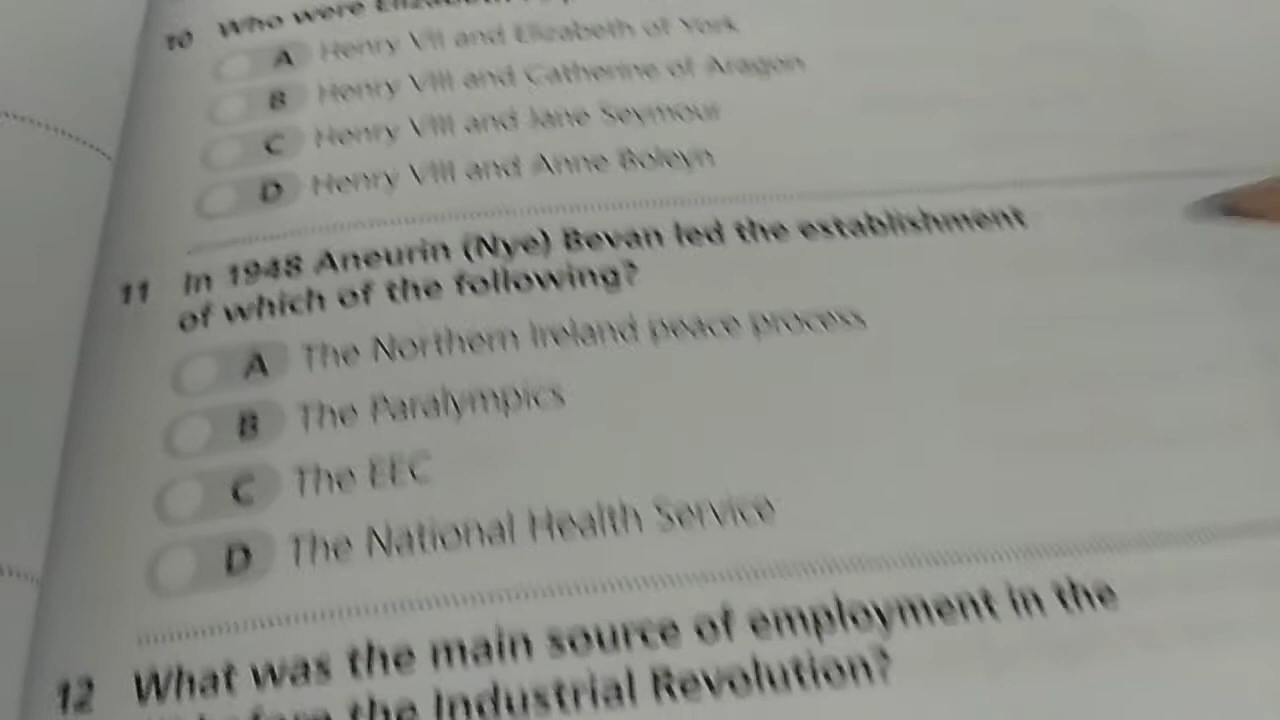 10 Who were Elizabeth
A Henry VII and Elizabeth of York
B Henry VIII and Catherine of Aragon
C Henry VIII and Jane Seymour
D Henry VIII and Anne Boleyn
11 In 1948 Aneurin (Nye) Bevan led the establishment
of which of the following?
A The Northern Ireland peace process
B The Paralympics
C The EEC
D The National Health Service
12 What was the main source of employment in the
before the Industrial Revolution?